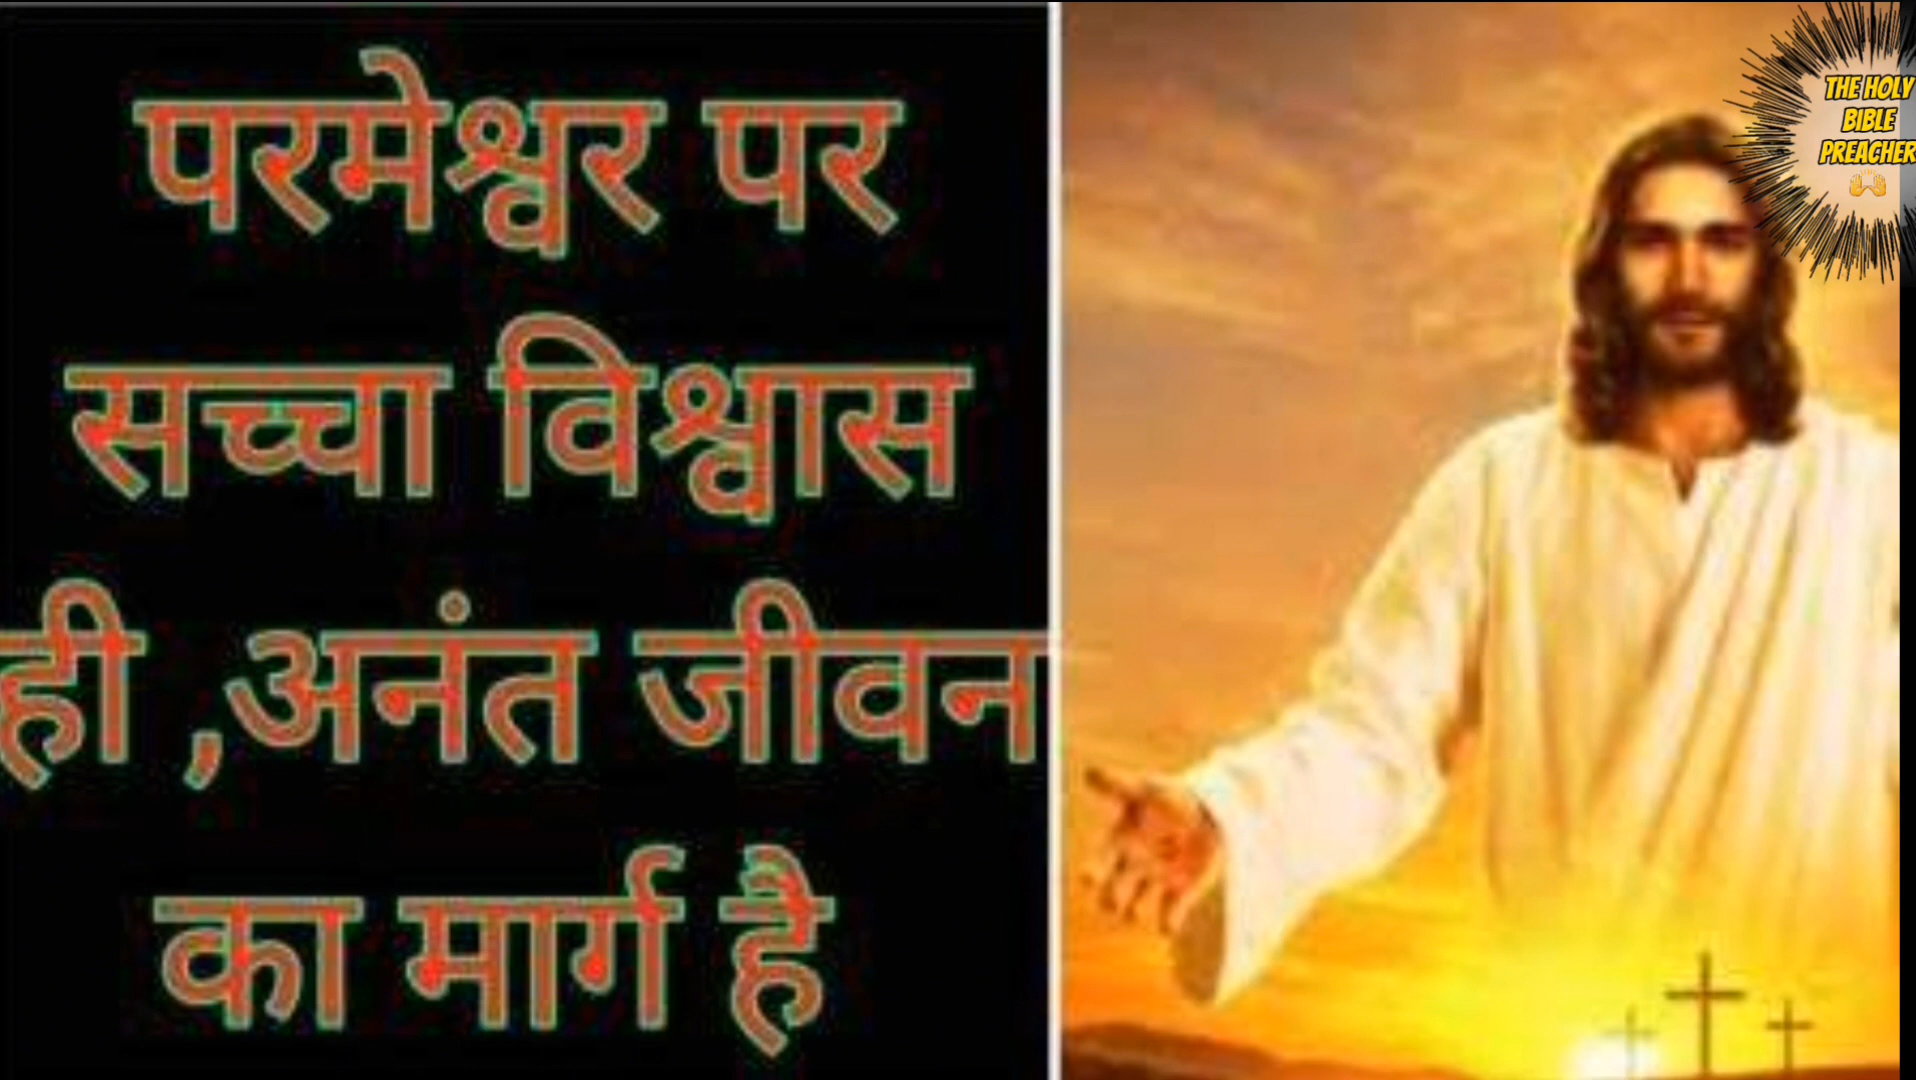 परमेश्वर पर
सच्चा विश्वास
ही ,अनंत जीवन
का मार्ग है
THE HOLY
BIBLE
PREACHER